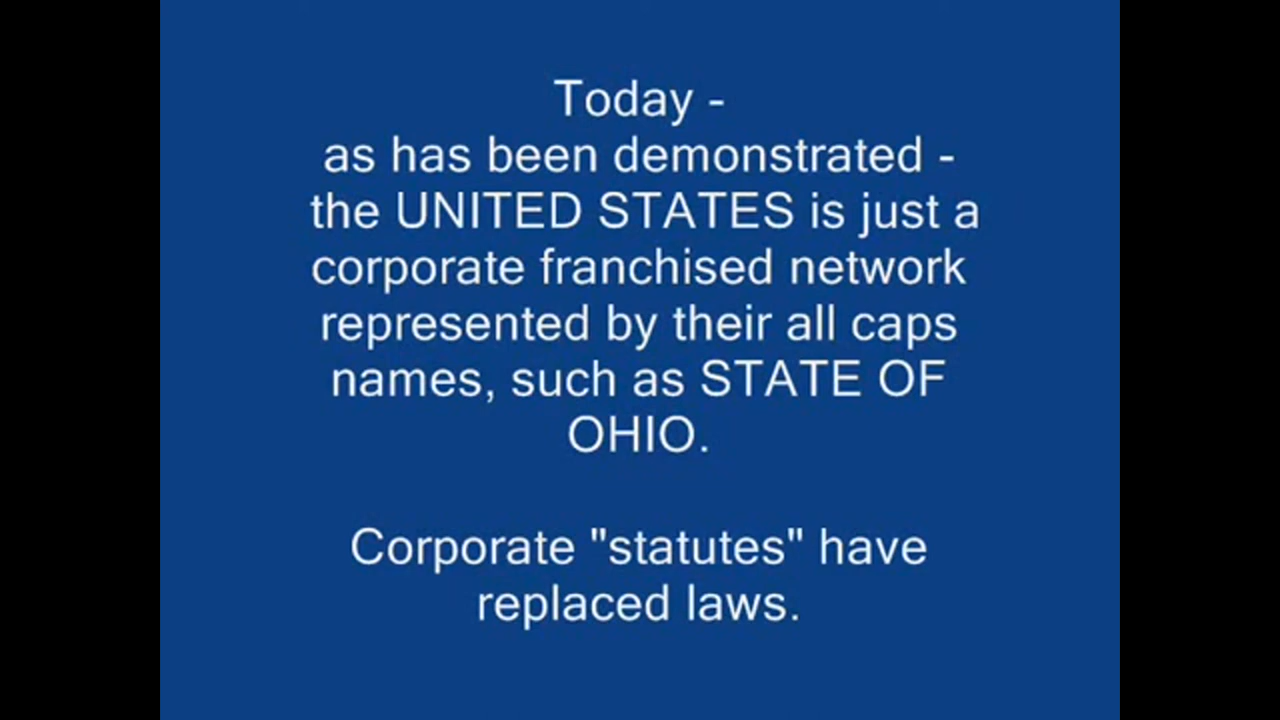 Today -
as has been demonstrated -
the UNITED STATES is just a
corporate franchised network
represented by their all caps
names, such as STATE OF
OHIO.
Corporate "statutes" have
replaced laws.